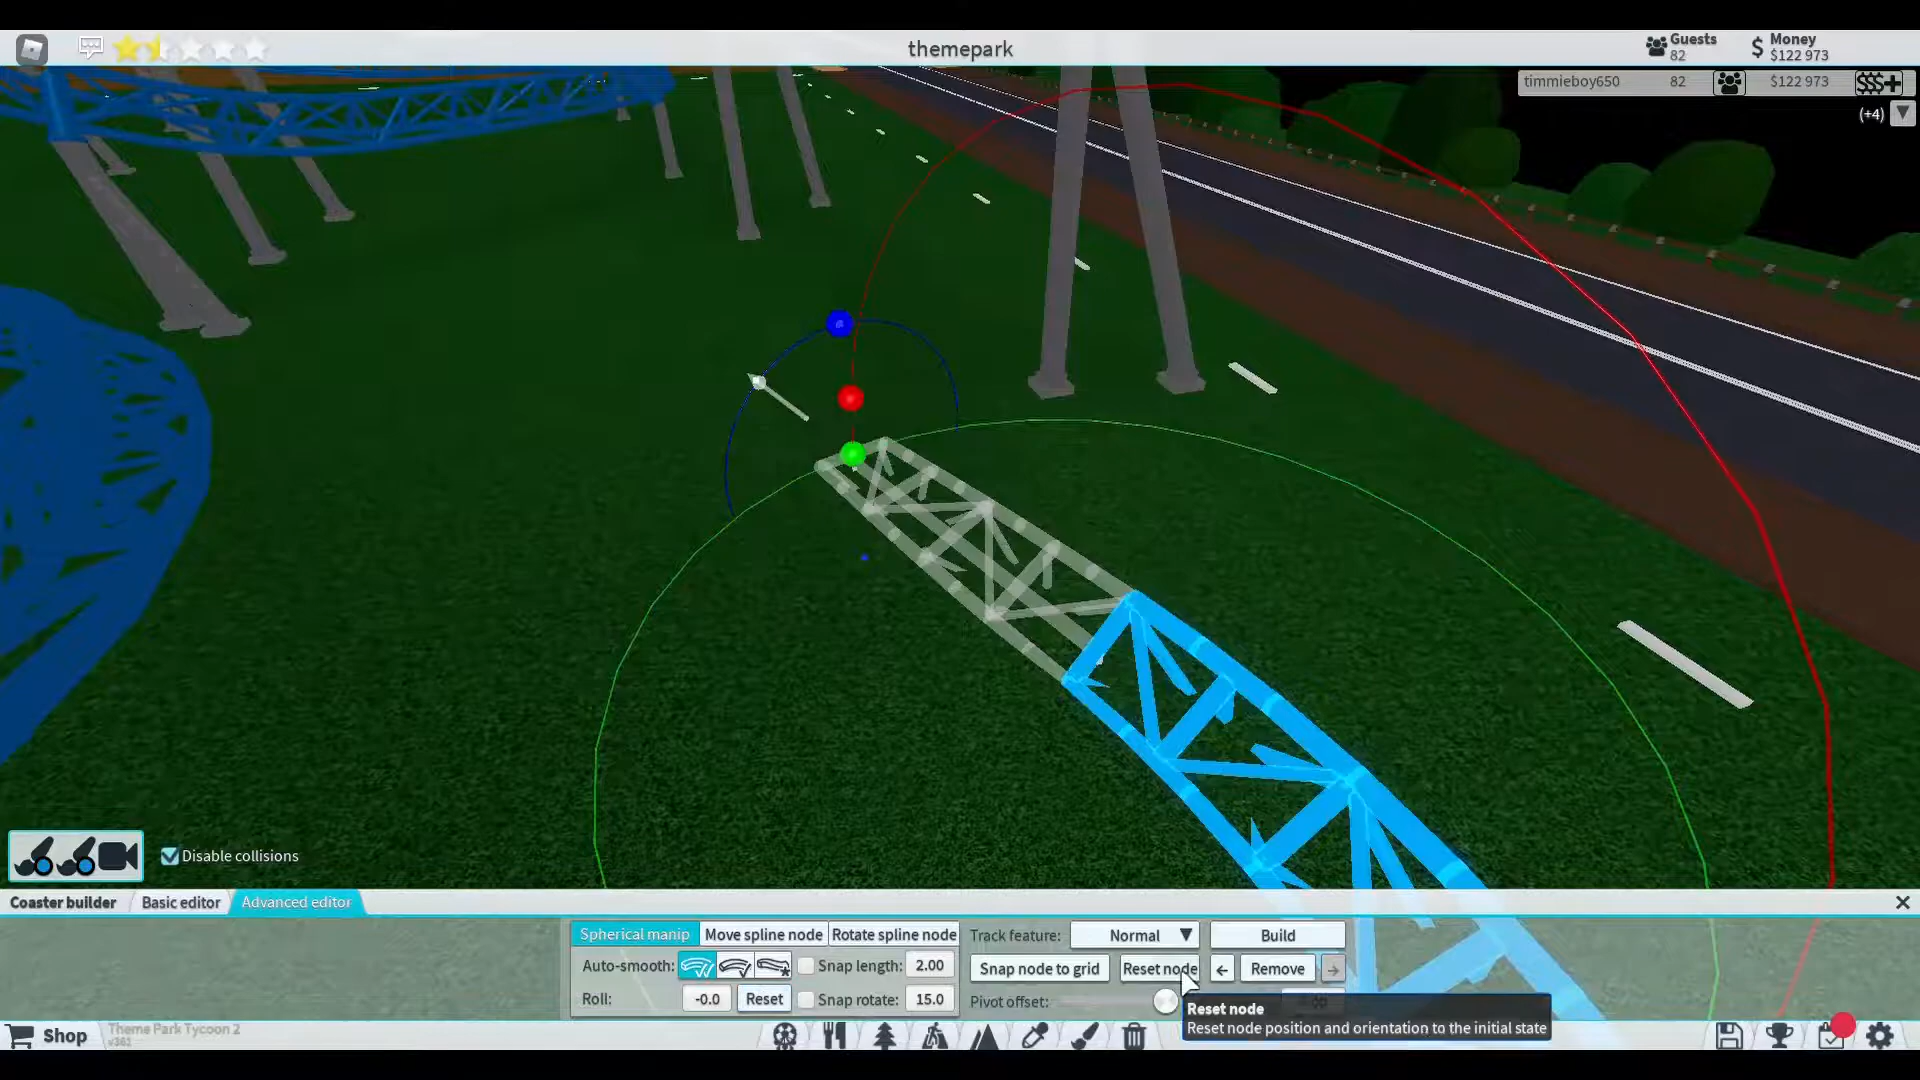 themepark
Guests
82
Money
$122 973
timmieboy650 82 $122 973 $$$+
(+4)
Disable collisions
Coaster builder Basic editor Advanced editor
Spherical manip Move spline node Rotate spline node Track feature: Normal Build
Auto-smooth: Snap length: 2.00 Snap node to grid Reset node Remove
Roll: -0.0 Reset Snap rotate: 15.0 Pivot offset:
Reset node
Reset node position and orientation to the initial state
Shop
Theme Park Tycoon 2
v361